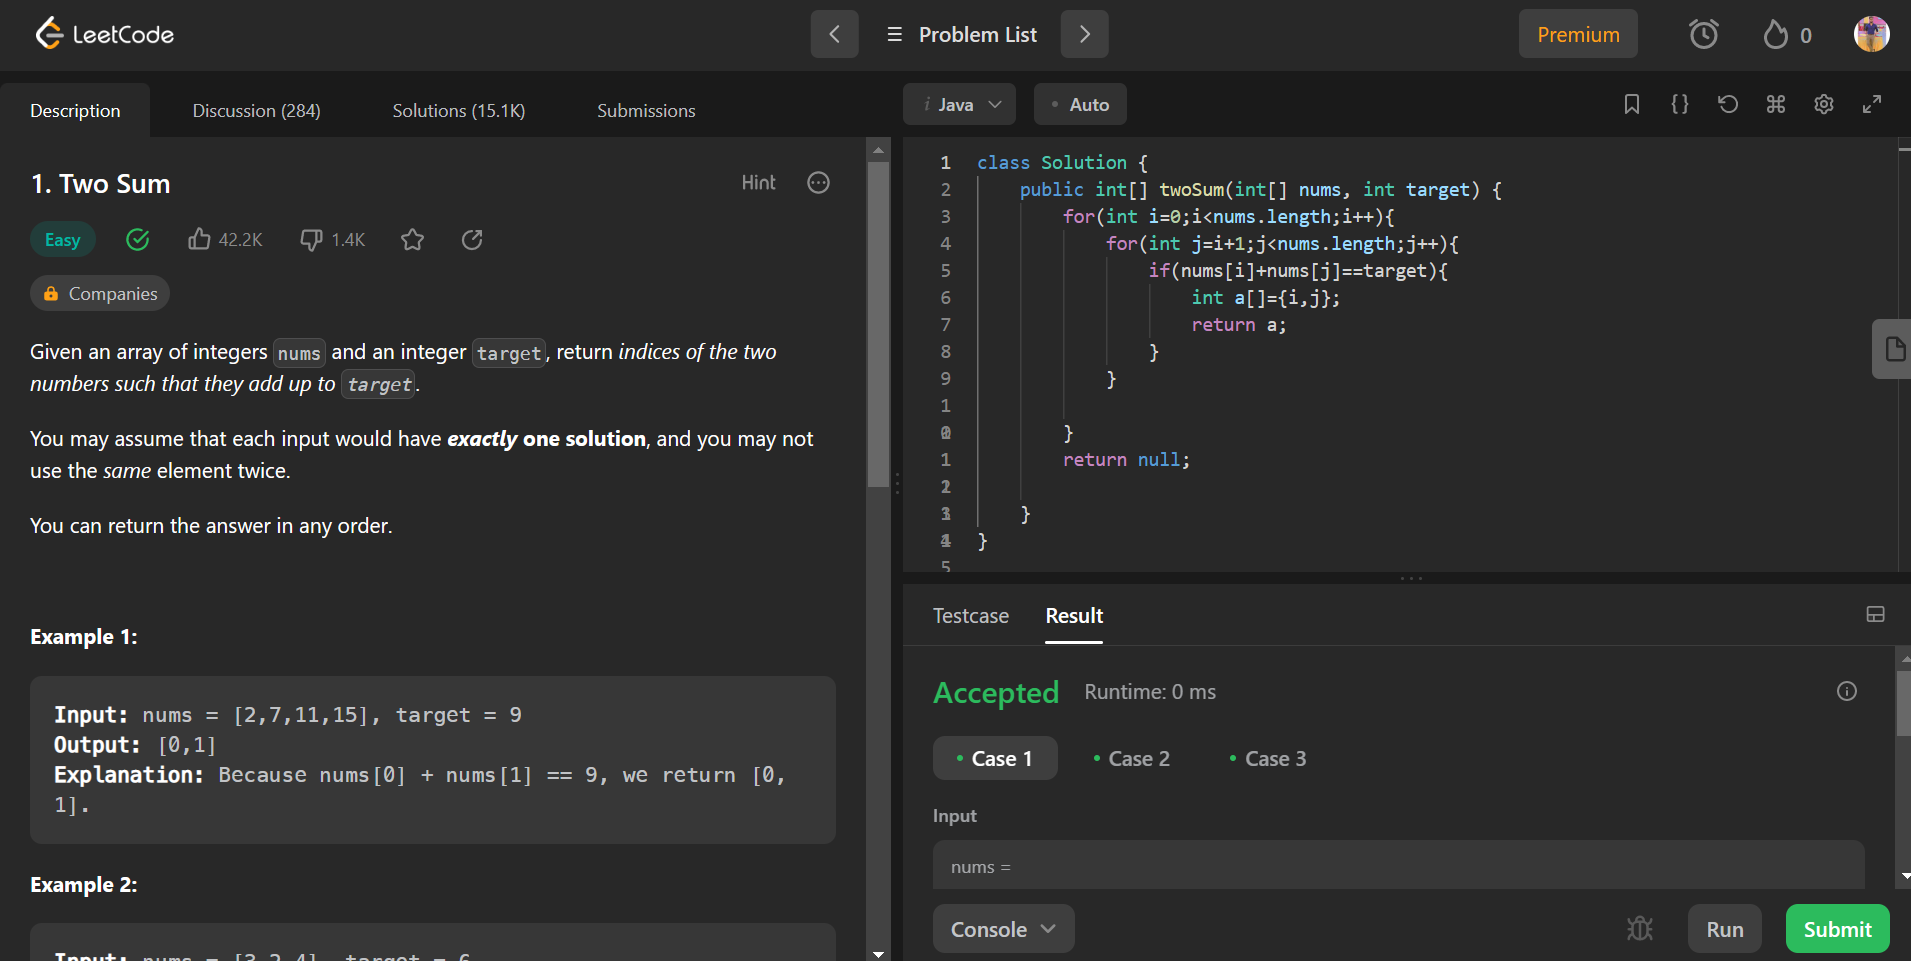 LeetCode
Problem List
Premium
0
Description
Discussion (284)
Solutions (15.1K)
Submissions
i Java
Auto
1. Two Sum
Hint
Easy
42.2K
1.4K
Companies
Given an array of integers nums and an integer target, return indices of the two
numbers such that they add up to target.
You may assume that each input would have exactly one solution, and you may not
use the same element twice.
You can return the answer in any order.
Example 1:
Input: nums = [2,7,11,15], target = 9
Output: [0,1]
Explanation: Because nums[0] + nums[1] == 9, we return [0,
1].
Example 2:
Input: nums = [3,2,4], target = 6
1 class Solution {
2 public int[] twoSum(int[] nums, int target) {
3 for(int i=0;i<nums.length;i++){
4 for(int j=i+1;j<nums.length;j++){
5 if(nums[i]+nums[j]==target){
6 int a[]={i,j};
7 return a;
8 }
9 }
1
}
1 return null;
}
}
5
Testcase
Result
Accepted
Runtime: 0 ms
Case 1
Case 2
Case 3
Input
nums =
Console
Run
Submit